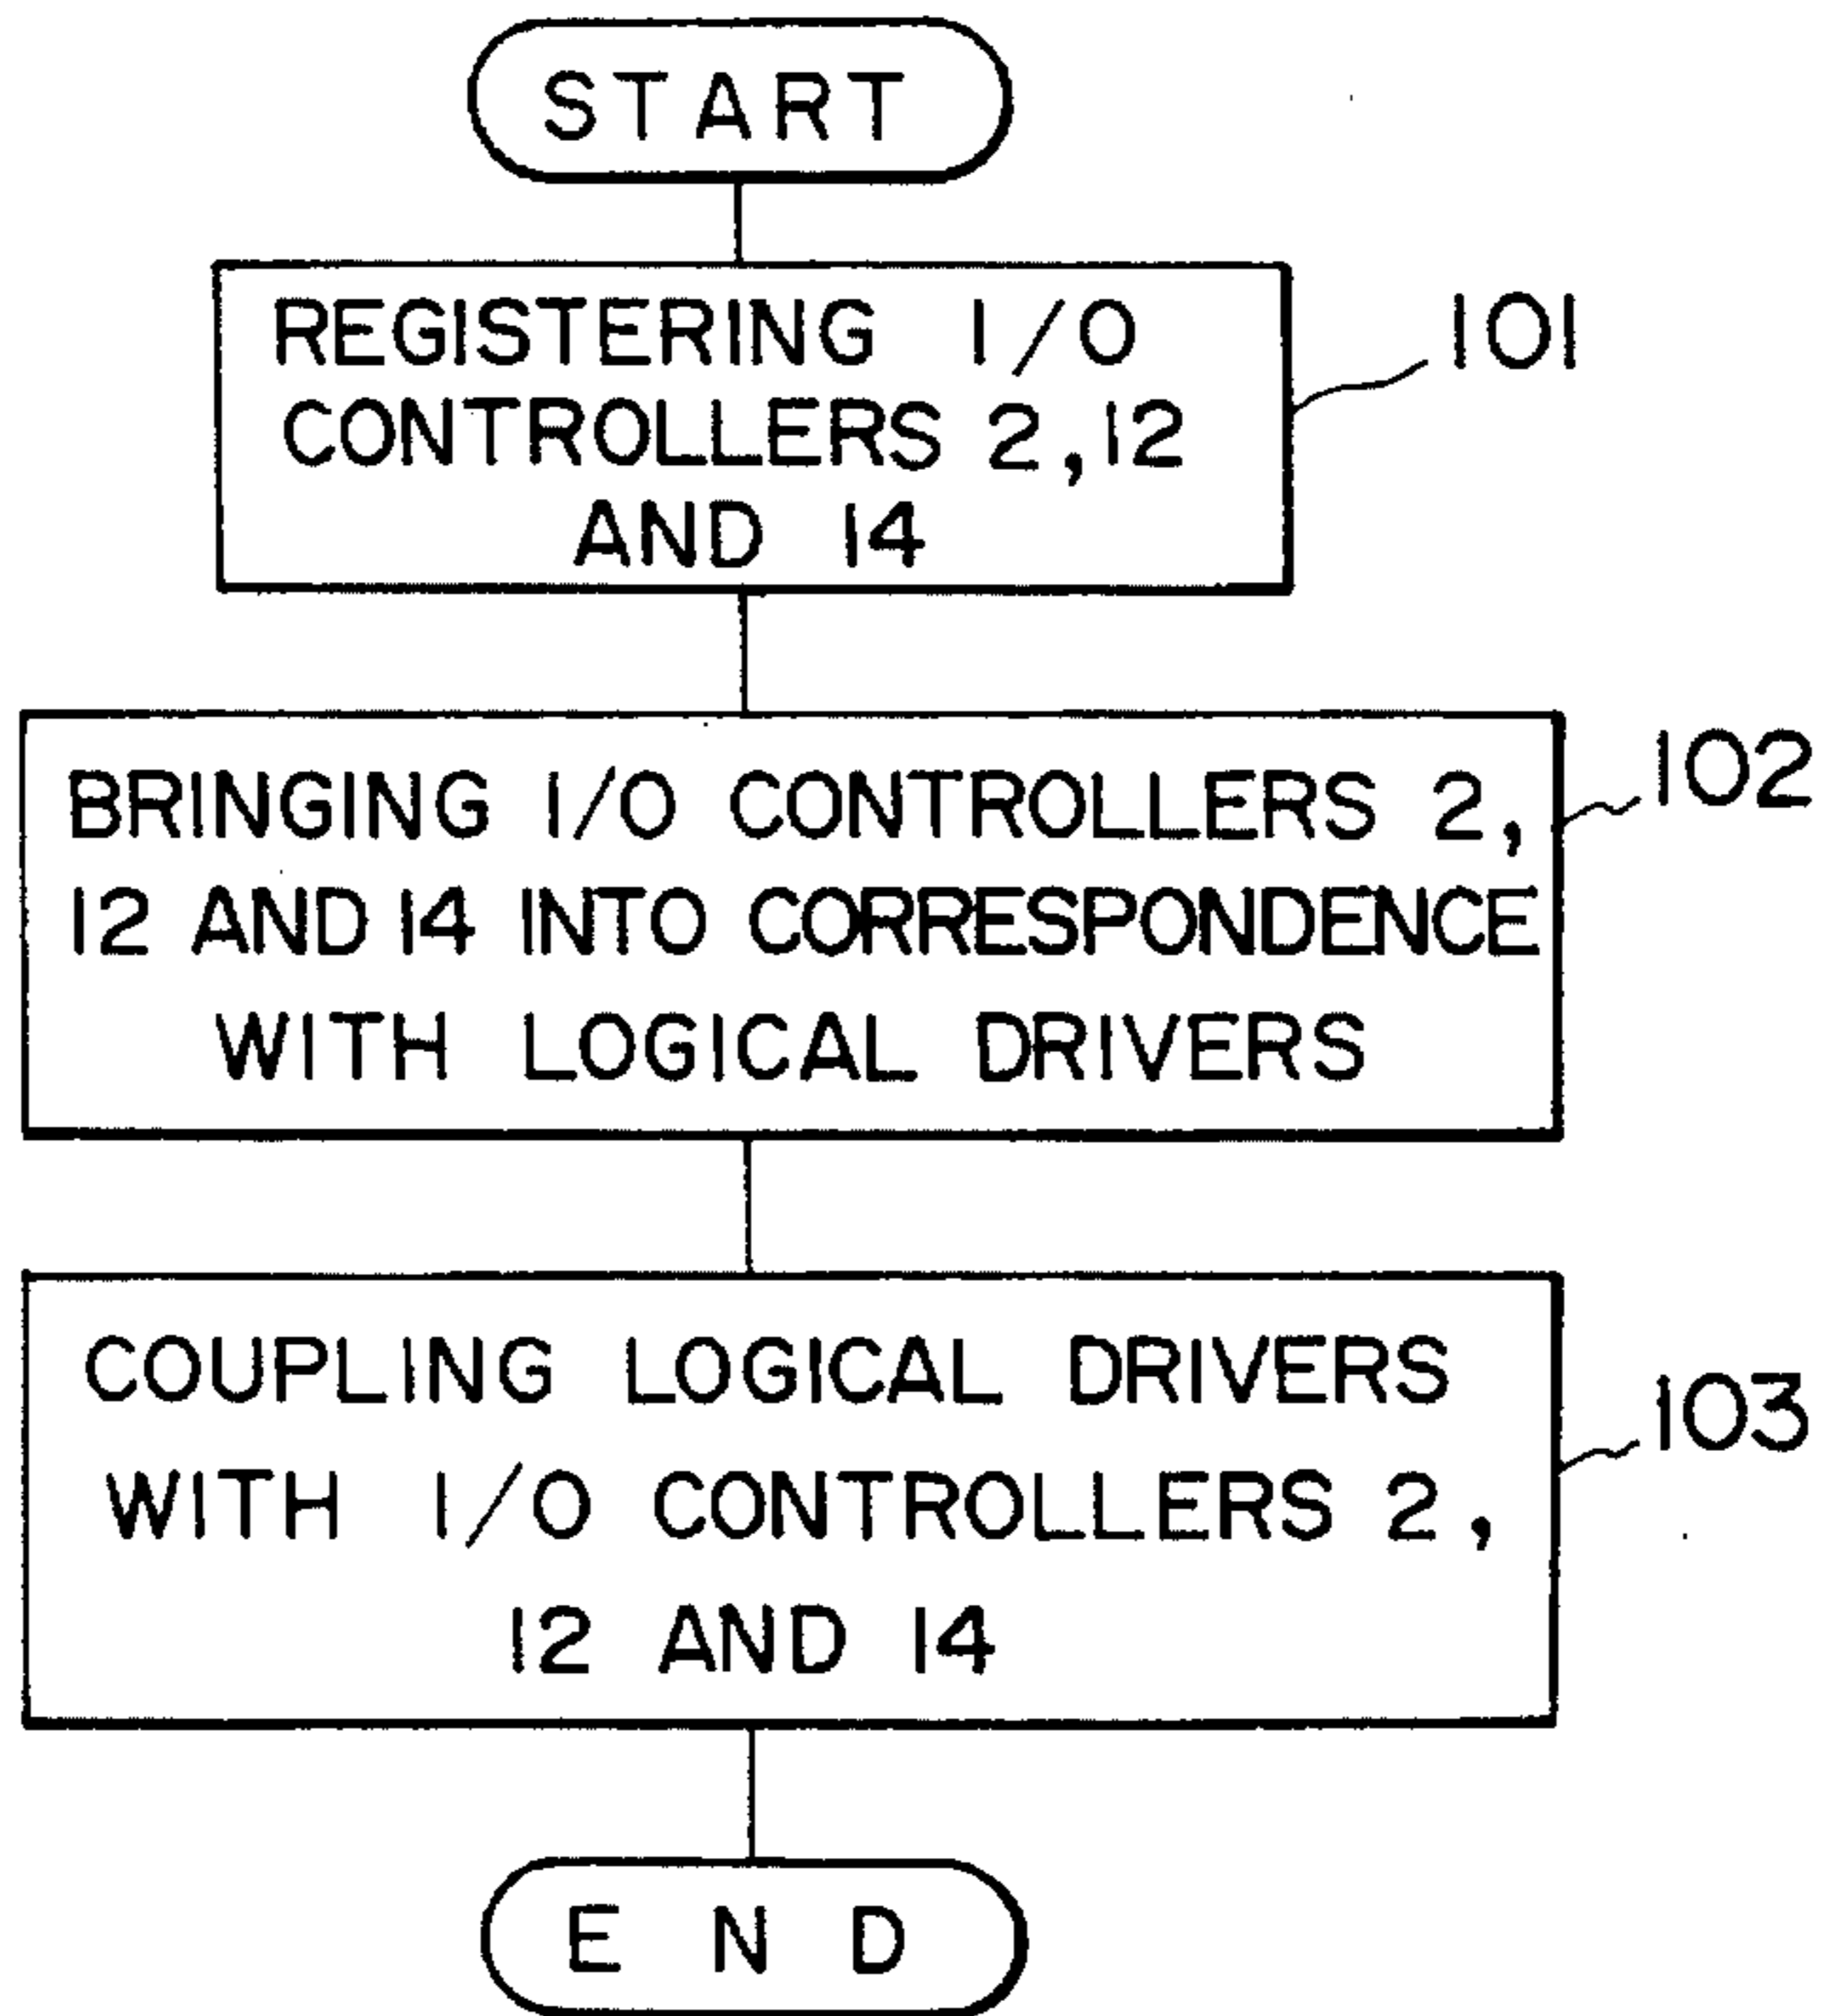 START
REGISTERING I/O
CONTROLLERS 2,12
AND 14
101
BRINGING I/O CONTROLLERS 2,
12 AND 14 INTO CORRESPONDENCE
WITH LOGICAL DRIVERS
102
COUPLING LOGICAL DRIVERS
WITH I/O CONTROLLERS 2,
12 AND 14
103
END